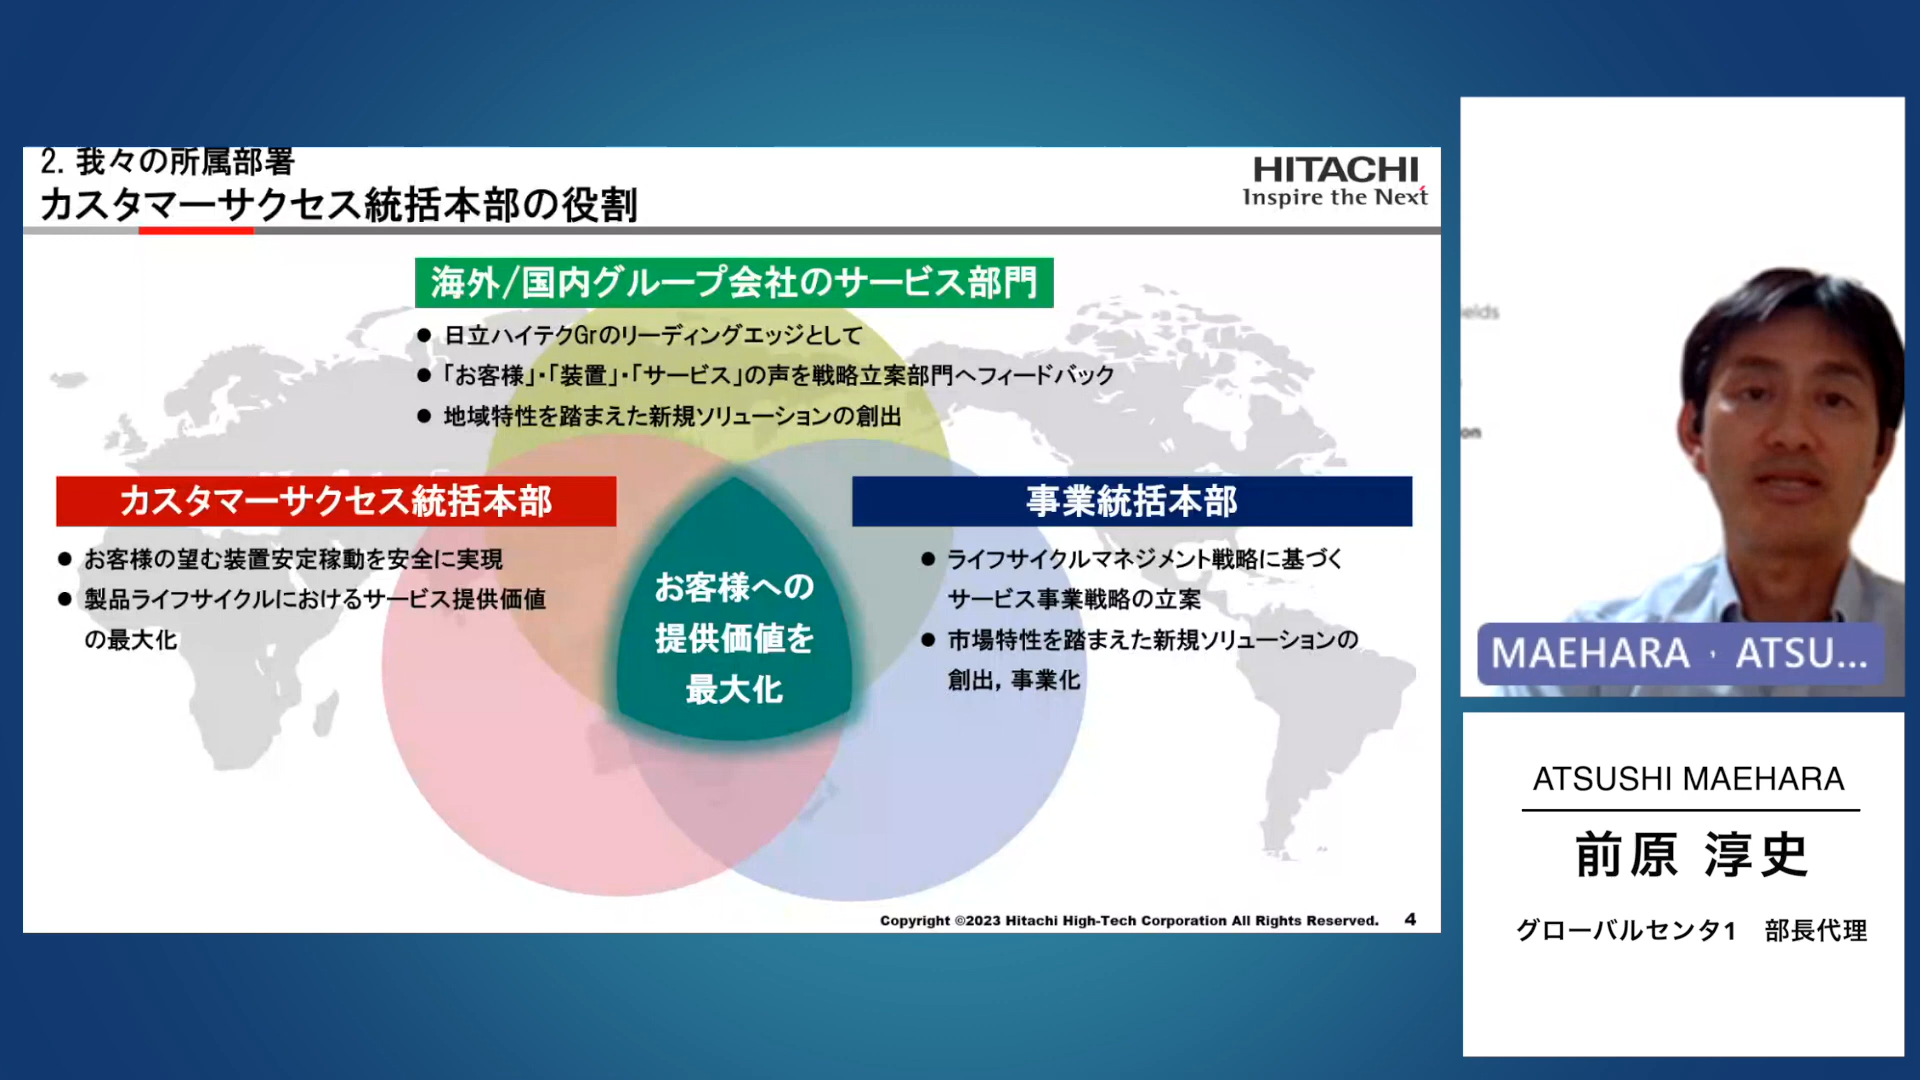 2. 我々の所属部署
カスタマーサクセス統括本部の役割
HITACHI
Inspire the Next
海外/国内グループ会社のサービス部門
● 日立ハイテクGrのリーディングエッジとして
● 「お客様」・「装置」・「サービス」の声を戦略立案部門へフィードバック
● 地域特性を踏まえた新規ソリューションの創出
カスタマーサクセス統括本部
● お客様の望む装置安定稼動を安全に実現
● 製品ライフサイクルにおけるサービス提供価値
の最大化
お客様への
提供価値を
最大化
事業統括本部
● ライフサイクルマネジメント戦略に基づく
サービス事業戦略の立案
● 市場特性を踏まえた新規ソリューションの
創出, 事業化
Copyright ©2023 Hitachi High-Tech Corporation All Rights Reserved. 4
elds
on
MAEHARA ・ ATSU...
ATSUSHI MAEHARA
前原 淳史
グローバルセンタ1 部長代理